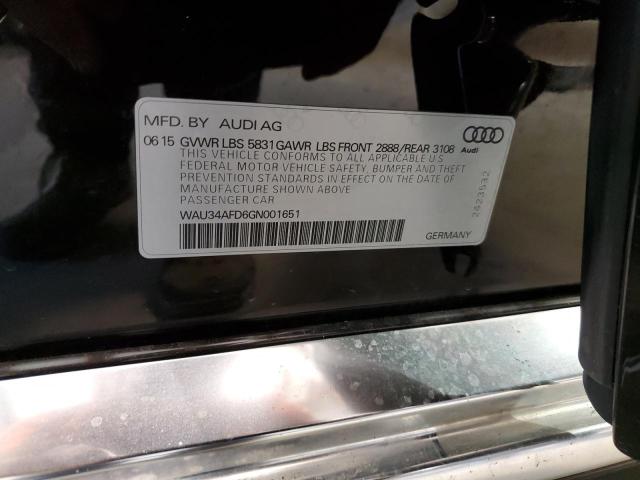 MFD. BY AUDI AG
06 15 GVWR LBS 5831 GAWR LBS FRONT 2888/REAR 3108
Audi
THIS VEHICLE CONFORMS TO ALL APPLICABLE U.S
FEDERAL MOTOR VEHICLE SAFETY, BUMPER AND THEFT
PREVENTION STANDARDS IN EFFECT ON THE DATE OF
MANUFACTURE SHOWN ABOVE
PASSENGER CAR
WAU34AFD6GN001651
2423532
GERMANY